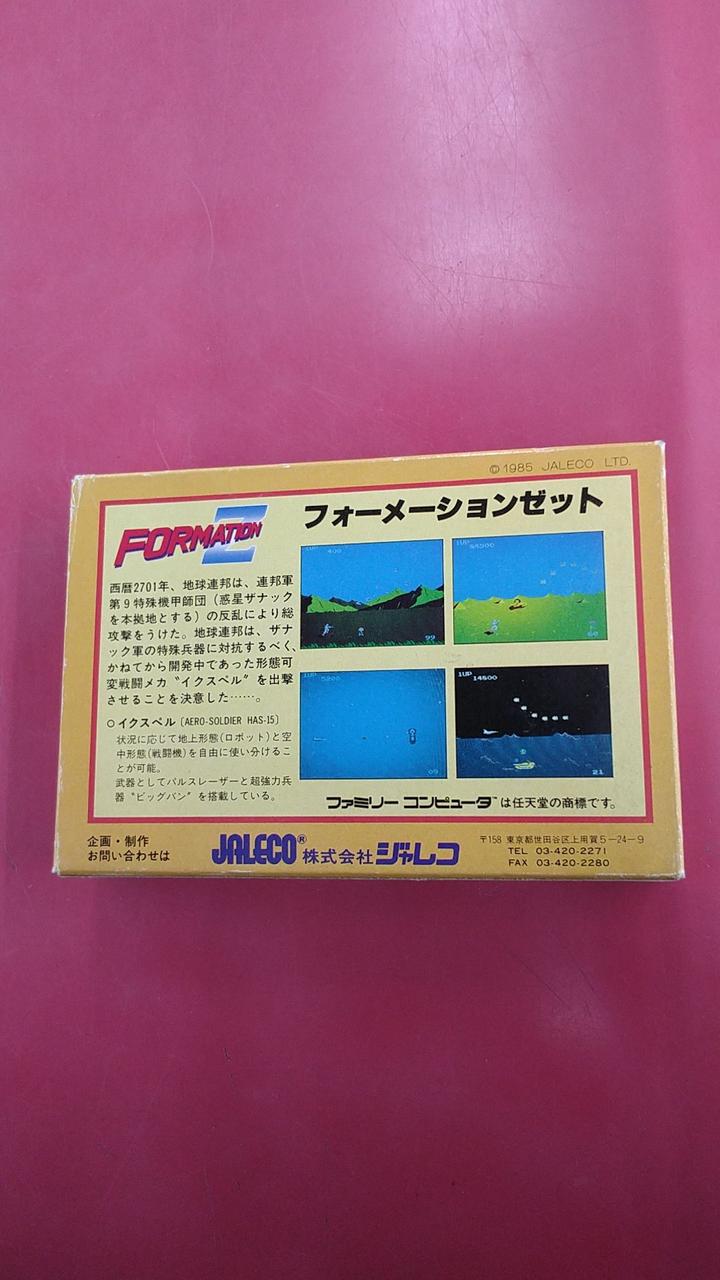 ©1985 JALECO LTD.
FORMATION Z
フォーメーションゼット
西暦2701年、地球連邦は、連邦軍
第9特殊機甲師団（惑星ザナック
を本拠地とする）の反乱により総
攻撃をうけた。地球連邦は、ザナ
ック軍の特殊兵器に対抗するべく、
かねてから開発中であった形態可
変戦闘メカ〝イクスペル〞を出撃
させることを決意した……。
○イクスペル〔AERO-SOLDIER HAS-15〕
状況に応じて地上形態(ロボット)と空
中形態(戦闘機)を自由に使い分けるこ
とが可能。
武器としてパルスレーザーと超強力兵
器〝ビッグバン〞を搭載している。
1UP
400
99
1UP
60
1UP
5200
09
1UP
14800
21
ファミリー コンピュータ™は任天堂の商標です。
企画・制作
お問い合わせは
JALECO® 株式会社ジャレコ
〒158 東京都世田谷区上用賀5－24－9
TEL 03-420-2271
FAX 03-420-2280